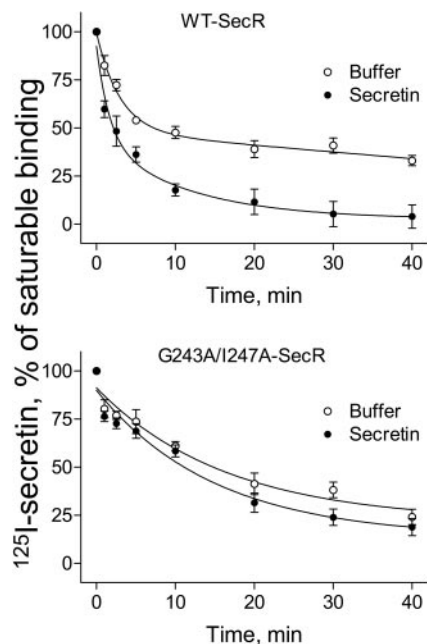 WT-SecR
100
75
50
25
0
Buffer
Secretin
0 10 20 30 40
Time, min
G243A/I247A-SecR
100
75
50
25
0
Buffer
Secretin
0 10 20 30 40
Time, min
¹²⁵I-secretin, % of saturable binding